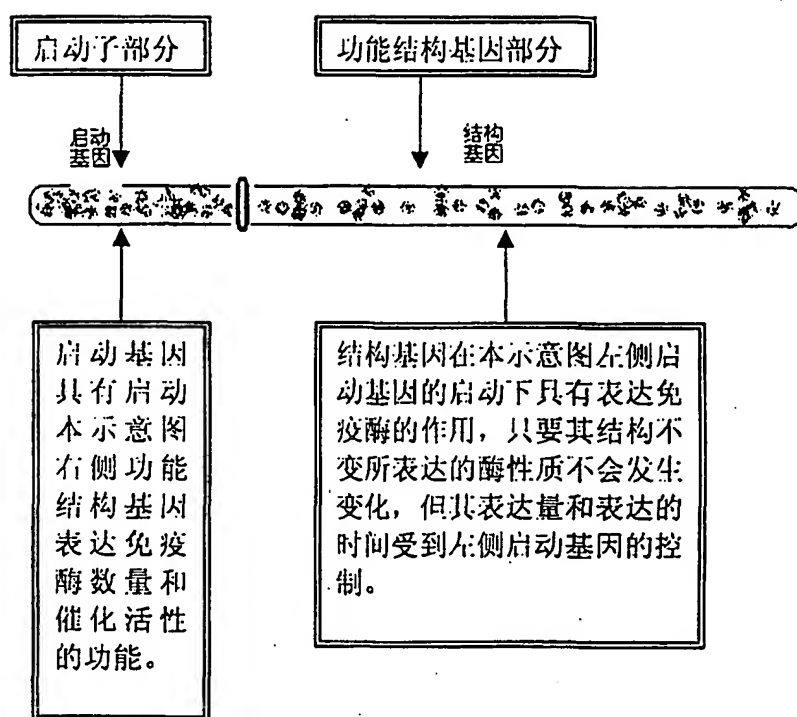 启动子部分
功能结构基因部分
启动
基因
结构
基因
启动基因
具有启动
本示意图
右侧功能
结构基因
表达免疫
酶数量和
催化活性
的功能。
结构基因在本示意图左侧启
动基因的启动下具有表达免
疫酶的作用，只要其结构不
变所表达的酶性质不会发生
变化，但其表达量和表达的
时间受到左侧启动基因的控
制。